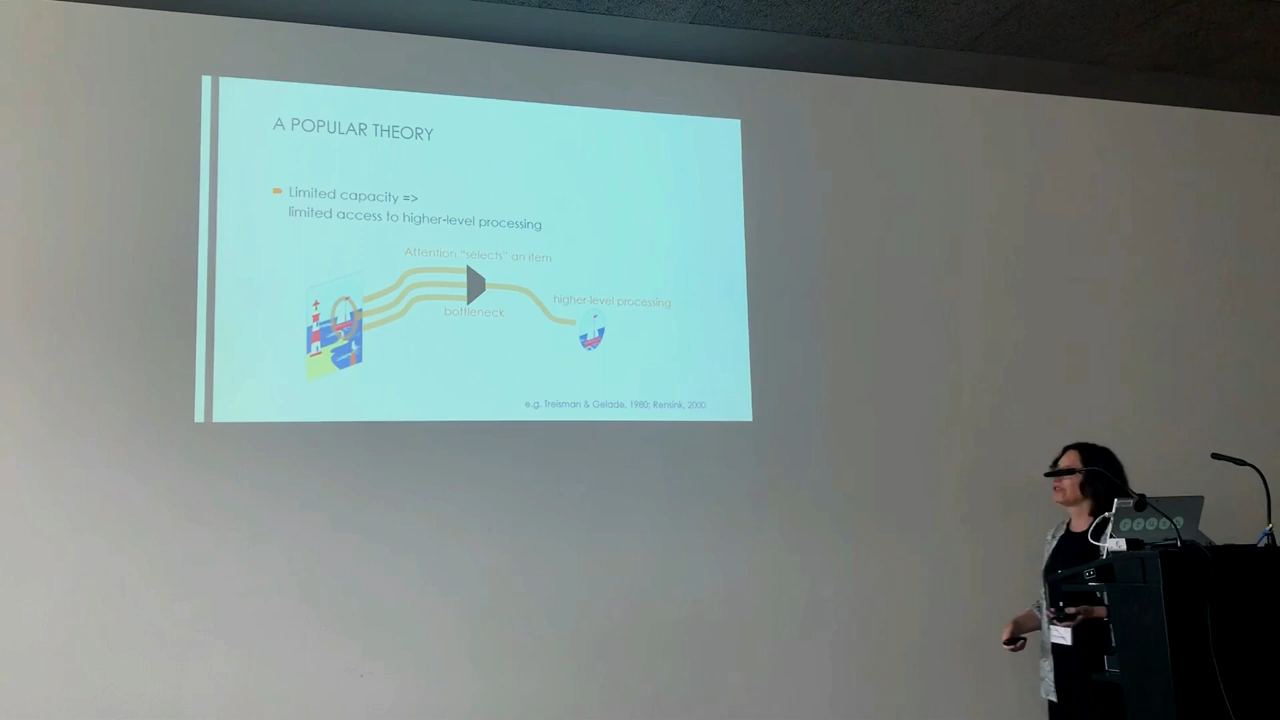 A POPULAR THEORY
Limited capacity =>
limited access to higher-level processing
Attention "selects" an item
bottleneck
higher-level processing
e.g. Treisman & Gelade, 1980; Rensink, 2000